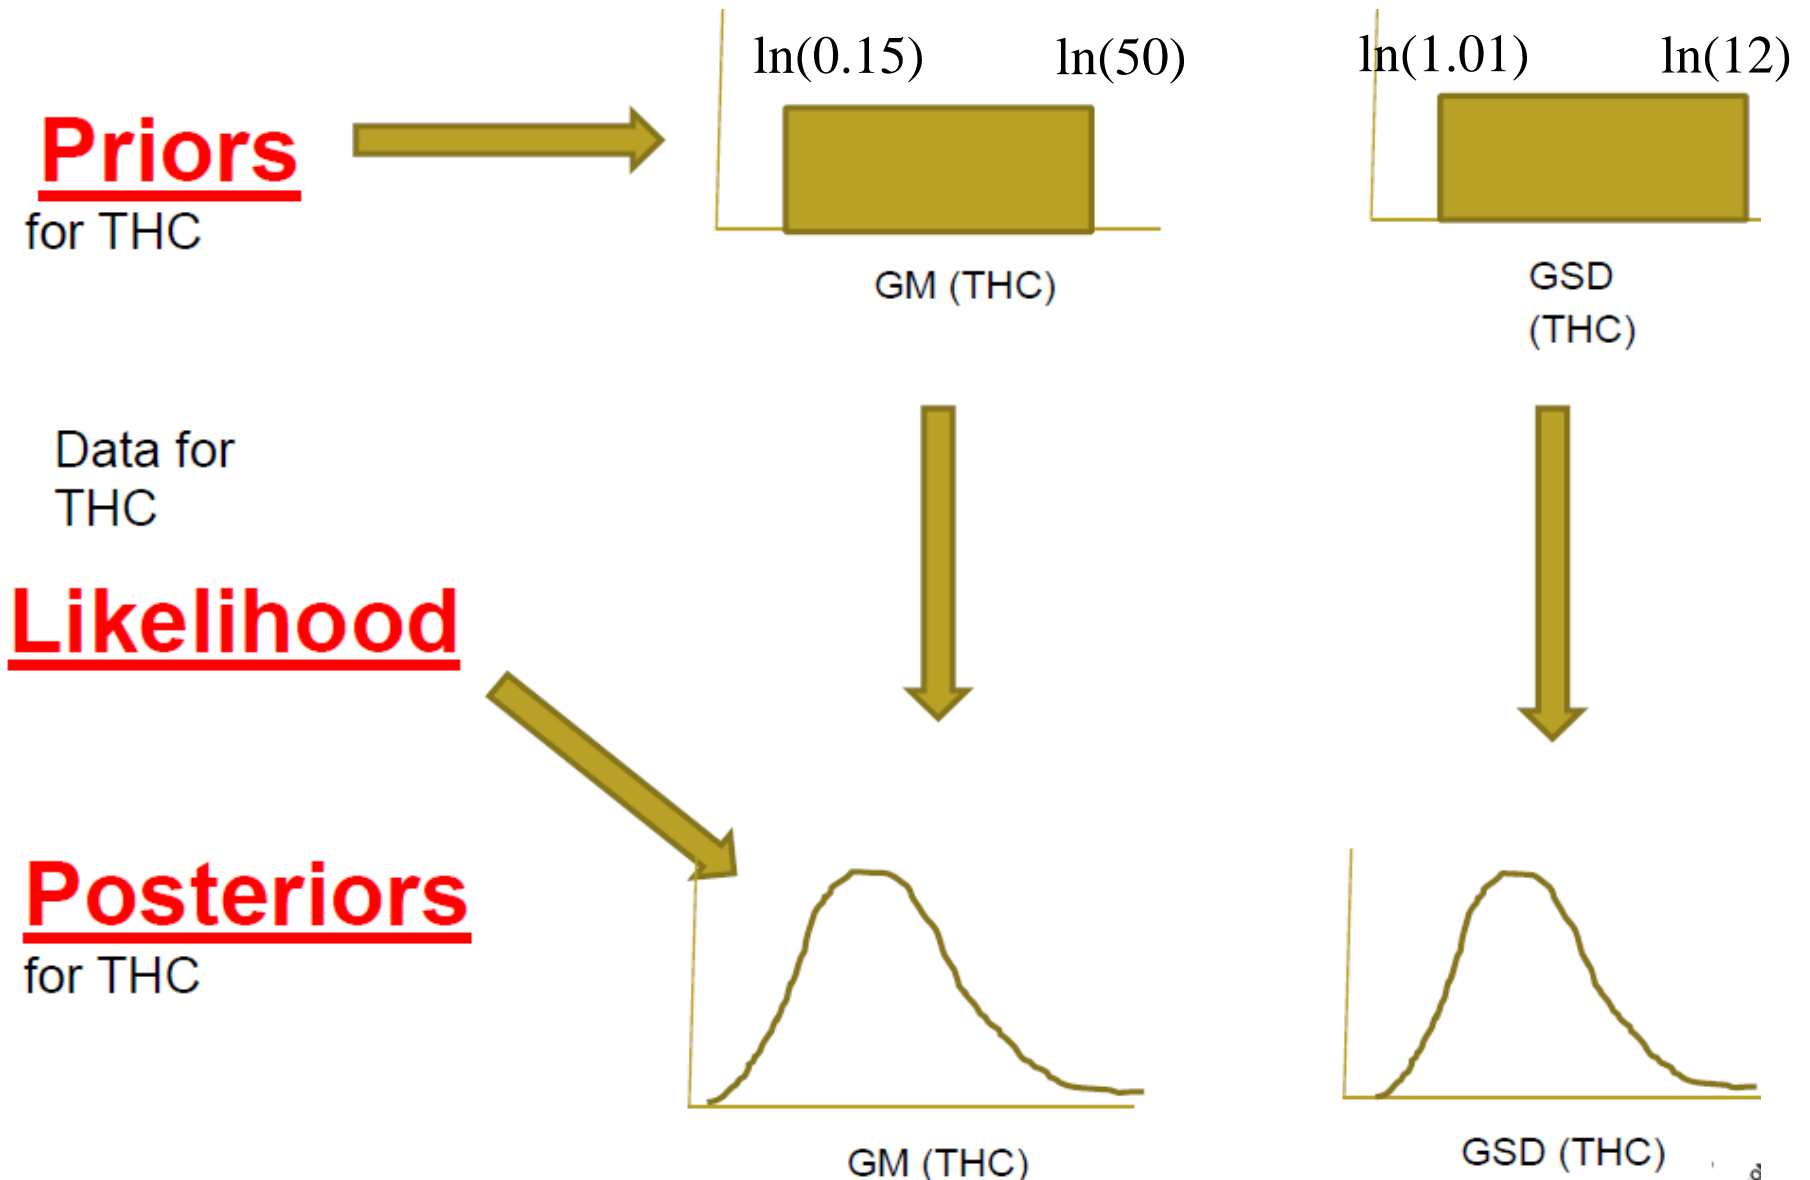 ln(0.15) ln(50) ln(1.01) ln(12)
Priors
for THC
GM (THC)
GSD
(THC)
Data for
THC
Likelihood
Posteriors
for THC
GM (THC)
GSD (THC)